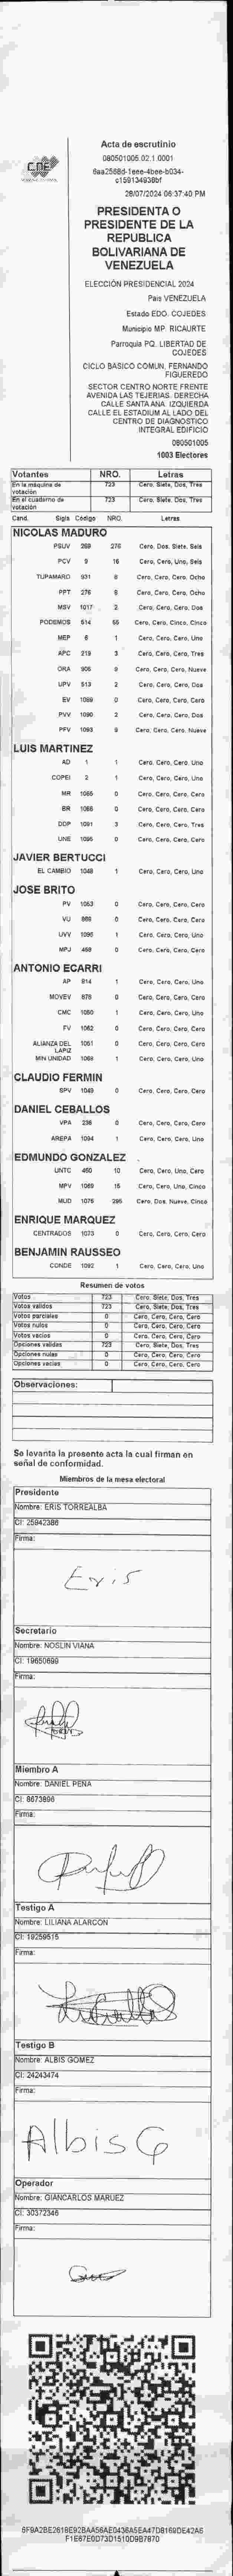 Acta de escrutinio
080501005.02.1.0001
6aa2568d-1eee-4bee-b034-
c159134938bf
28/07/2024 06:37:40 PM
CNE
PRESIDENTA O
PRESIDENTE DE LA
REPUBLICA
BOLIVARIANA DE
VENEZUELA
ELECCIÓN PRESIDENCIAL 2024
Pais VENEZUELA
Estado EDO. COJEDES
Municipio MP. RICAURTE
Parroquia PQ. LIBERTAD DE
COJEDES
CICLO BASICO COMUN, FERNANDO
FIGUEREDO
SECTOR CENTRO NORTE FRENTE
AVENIDA LAS TEJERIAS. DERECHA
CALLE SANTA ANA. IZQUIERDA
CALLE EL ESTADIUM AL LADO DEL
CENTRO DE DIAGNOSTICO
INTEGRAL EDIFICIO
080501005
1003 Electores
Votantes NRO. Letras
En la máquina de votación 723 Cero, Siete, Dos, Tres
En el cuaderno de votación 723 Cero, Siete, Dos, Tres
Cand. Sigla Código NRO. Letras
NICOLAS MADURO
PSUV 269 276 Cero, Dos, Siete, Seis
PCV 9 16 Cero, Cero, Uno, Seis
TUPAMARO 931 8 Cero, Cero, Cero, Ocho
PPT 276 8 Cero, Cero, Cero, Ocho
MSV 1017 2 Cero, Cero, Cero, Dos
PODEMOS 514 55 Cero, Cero, Cinco, Cinco
MEP 6 1 Cero, Cero, Cero, Uno
APC 219 3 Cero, Cero, Cero, Tres
ORA 905 9 Cero, Cero, Cero, Nueve
UPV 513 2 Cero, Cero, Cero, Dos
EV 1089 0 Cero, Cero, Cero, Cero
PVV 1090 2 Cero, Cero, Cero, Dos
PFV 1093 9 Cero, Cero, Cero, Nueve
LUIS MARTINEZ
AD 1 1 Cero, Cero, Cero, Uno
COPEI 2 1 Cero, Cero, Cero, Uno
MR 1065 0 Cero, Cero, Cero, Cero
BR 1066 0 Cero, Cero, Cero, Cero
DDP 1091 3 Cero, Cero, Cero, Tres
UNE 1095 0 Cero, Cero, Cero, Cero
JAVIER BERTUCCI
EL CAMBIO 1048 1 Cero, Cero, Cero, Uno
JOSE BRITO
PV 1053 0 Cero, Cero, Cero, Cero
VU 869 0 Cero, Cero, Cero, Cero
UVV 1096 1 Cero, Cero, Cero, Uno
MPJ 459 0 Cero, Cero, Cero, Cero
ANTONIO ECARRI
AP 914 1 Cero, Cero, Cero, Uno
MOVEV 878 0 Cero, Cero, Cero, Cero
CMC 1050 1 Cero, Cero, Cero, Uno
FV 1062 0 Cero, Cero, Cero, Cero
ALIANZA DEL LAPIZ 1051 0 Cero, Cero, Cero, Cero
MIN UNIDAD 1068 1 Cero, Cero, Cero, Uno
CLAUDIO FERMIN
SPV 1049 0 Cero, Cero, Cero, Cero
DANIEL CEBALLOS
VPA 236 0 Cero, Cero, Cero, Cero
AREPA 1094 1 Cero, Cero, Cero, Uno
EDMUNDO GONZALEZ
UNTC 460 10 Cero, Cero, Uno, Cero
MPV 1069 15 Cero, Cero, Uno, Cinco
MUD 1076 295 Cero, Dos, Nueve, Cinco
ENRIQUE MARQUEZ
CENTRADOS 1073 0 Cero, Cero, Cero, Cero
BENJAMIN RAUSSEO
CONDE 1092 1 Cero, Cero, Cero, Uno
Resumen de votos
Votos 723 Cero, Siete, Dos, Tres
Votos validos 723 Cero, Siete, Dos, Tres
Votos parciales 0 Cero, Cero, Cero, Cero
Votos nulos 0 Cero, Cero, Cero, Cero
Votos vacios 0 Cero, Cero, Cero, Cero
Opciones validas 723 Cero, Siete, Dos, Tres
Opciones nulas 0 Cero, Cero, Cero, Cero
Opciones vacias 0 Cero, Cero, Cero, Cero
Observaciones:
Se levanta la presente acta la cual firman en
señal de conformidad.
Miembros de la mesa electoral
Presidente
Nombre: ERIS TORREALBA
CI: 25942386
Firma:
Eris
Secretario
Nombre: NOSLIN VIANA
CI: 19650699
Firma:
Miembro A
Nombre: DANIEL PEÑA
CI: 8673896
Firma:
Testigo A
Nombre: LILIANA ALARCON
CI: 19259515
Firma:
Testigo B
Nombre: ALBIS GOMEZ
CI: 24243474
Firma:
Albis G
Operador
Nombre: GIANCARLOS MARUEZ
CI: 30372346
Firma:
6F9A2BE2618E92BAA56AE0436A5EA47D8169DE42A6
F1E67E0D73D1510D9B7870